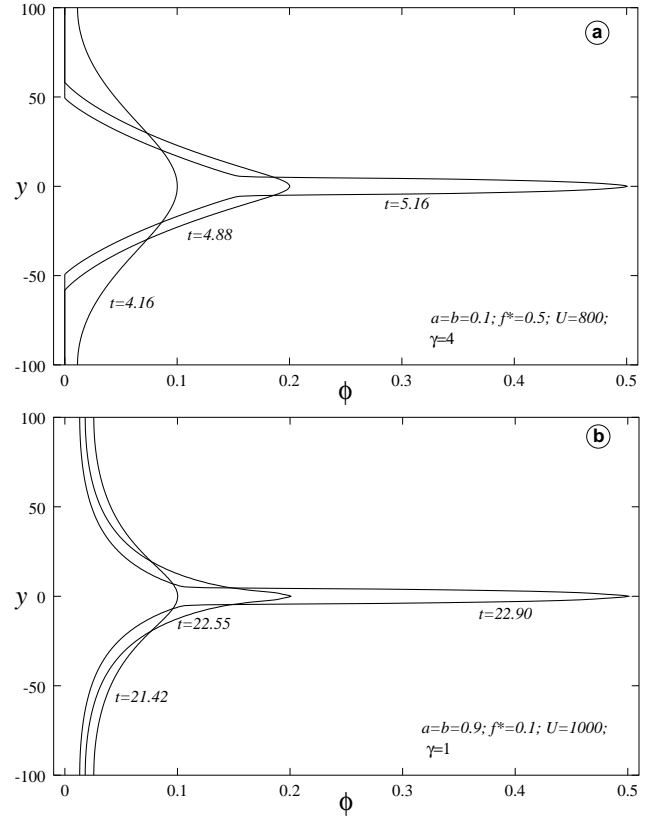 a
100
50
y 0
-50
-100
t=5.16
t=4.88
t=4.16
a=b=0.1; f*=0.5; U=800;
γ=4
0 0.1 0.2 0.3 0.4 0.5
ϕ
b
100
50
y 0
-50
-100
t=22.55
t=22.90
t=21.42
a=b=0.9; f*=0.1; U=1000;
γ=1
0 0.1 0.2 0.3 0.4 0.5
ϕ